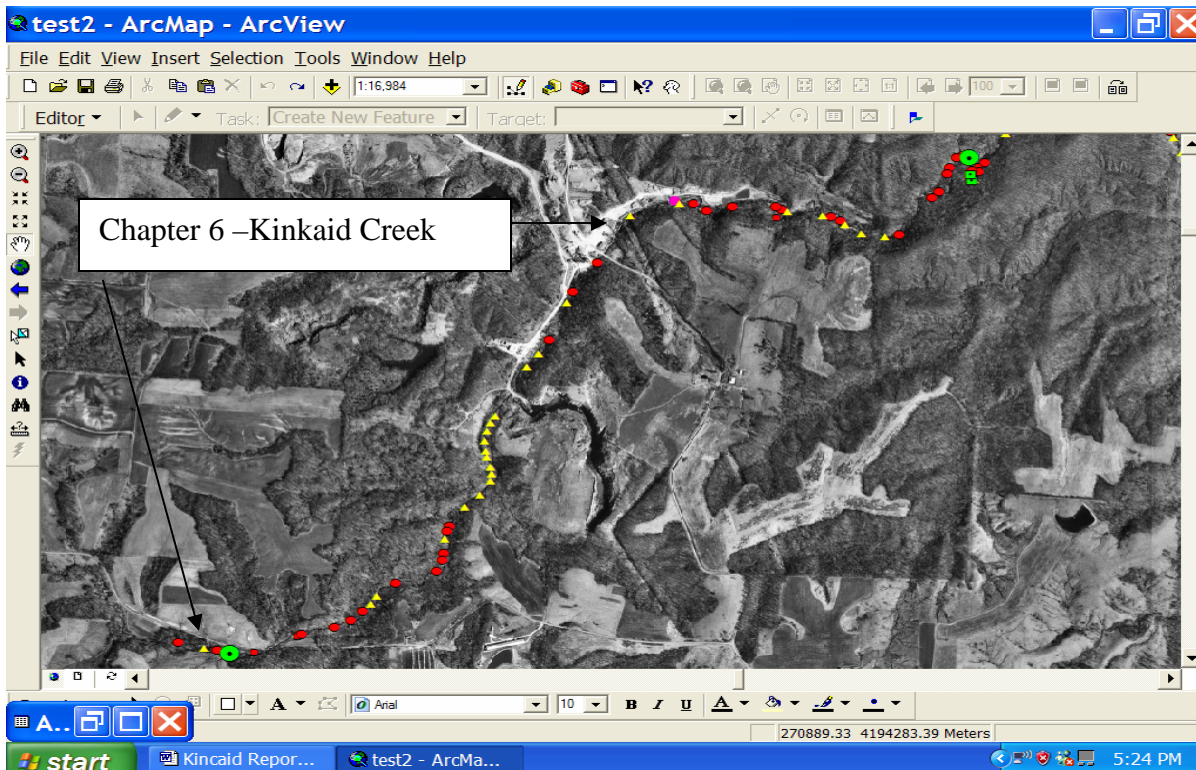 test2 - ArcMap - ArcView
File Edit View Insert Selection Tools Window Help
1:16,984
100
Editor Task: Create New Feature Target:
Chapter 6 –Kinkaid Creek
Arial 10 B I U A
A..
270889.33 4194283.39 Meters
start Kincaid Repor... test2 - ArcMa... 5:24 PM